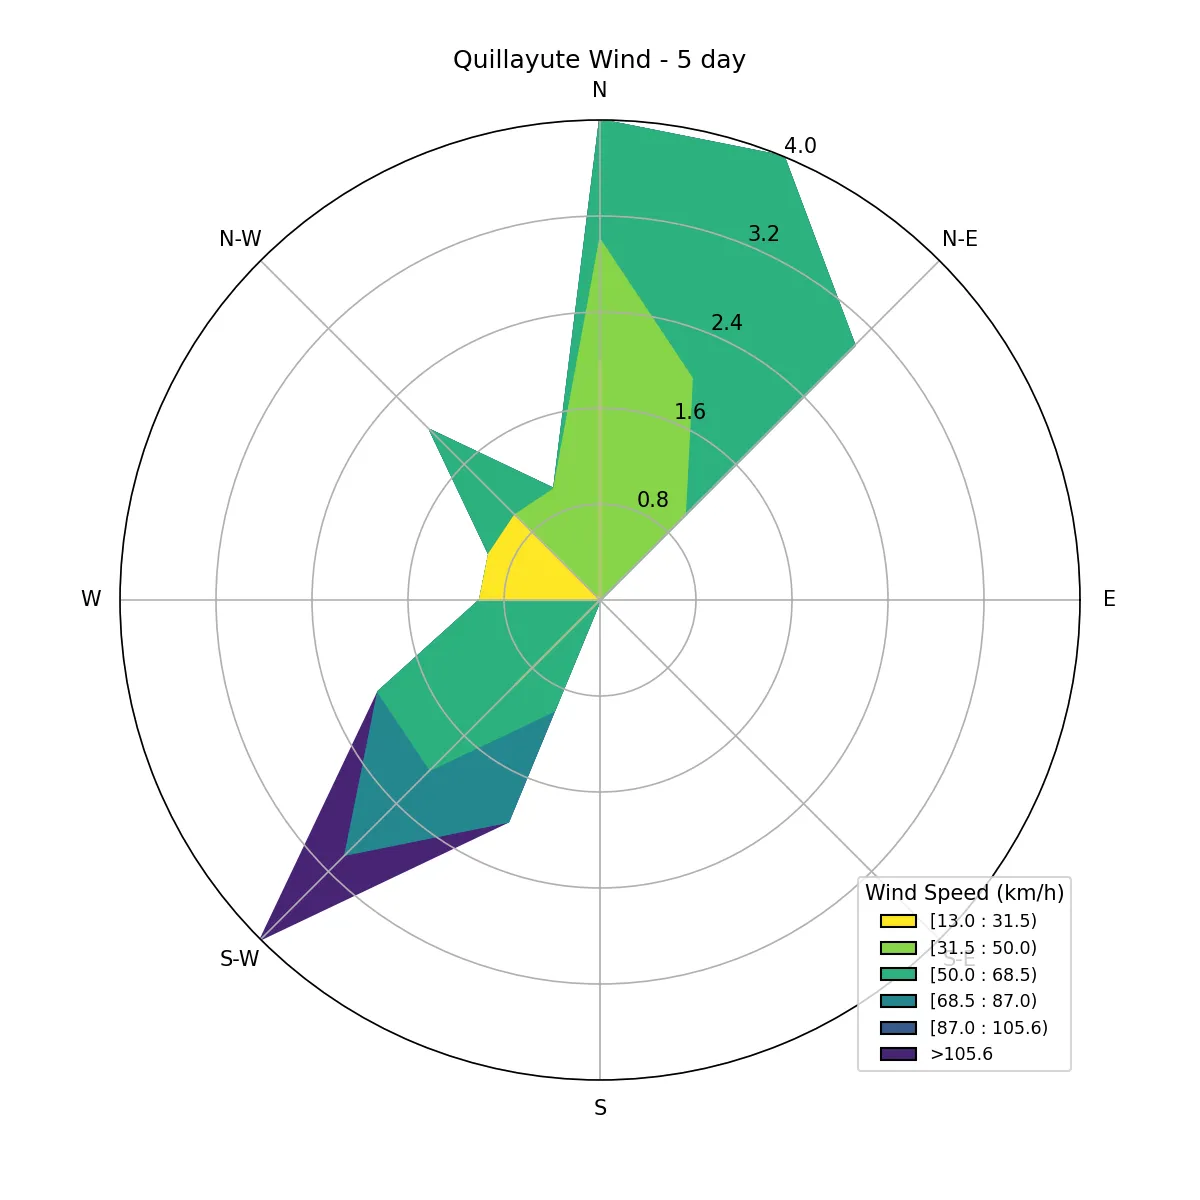 Quillayute Wind - 5 day
N
4.0
N-W
3.2
N-E
2.4
1.6
0.8
W
E
S-W
S-E
S
Wind Speed (km/h)
[13.0 : 31.5)
[31.5 : 50.0)
[50.0 : 68.5)
[68.5 : 87.0)
[87.0 : 105.6)
>105.6